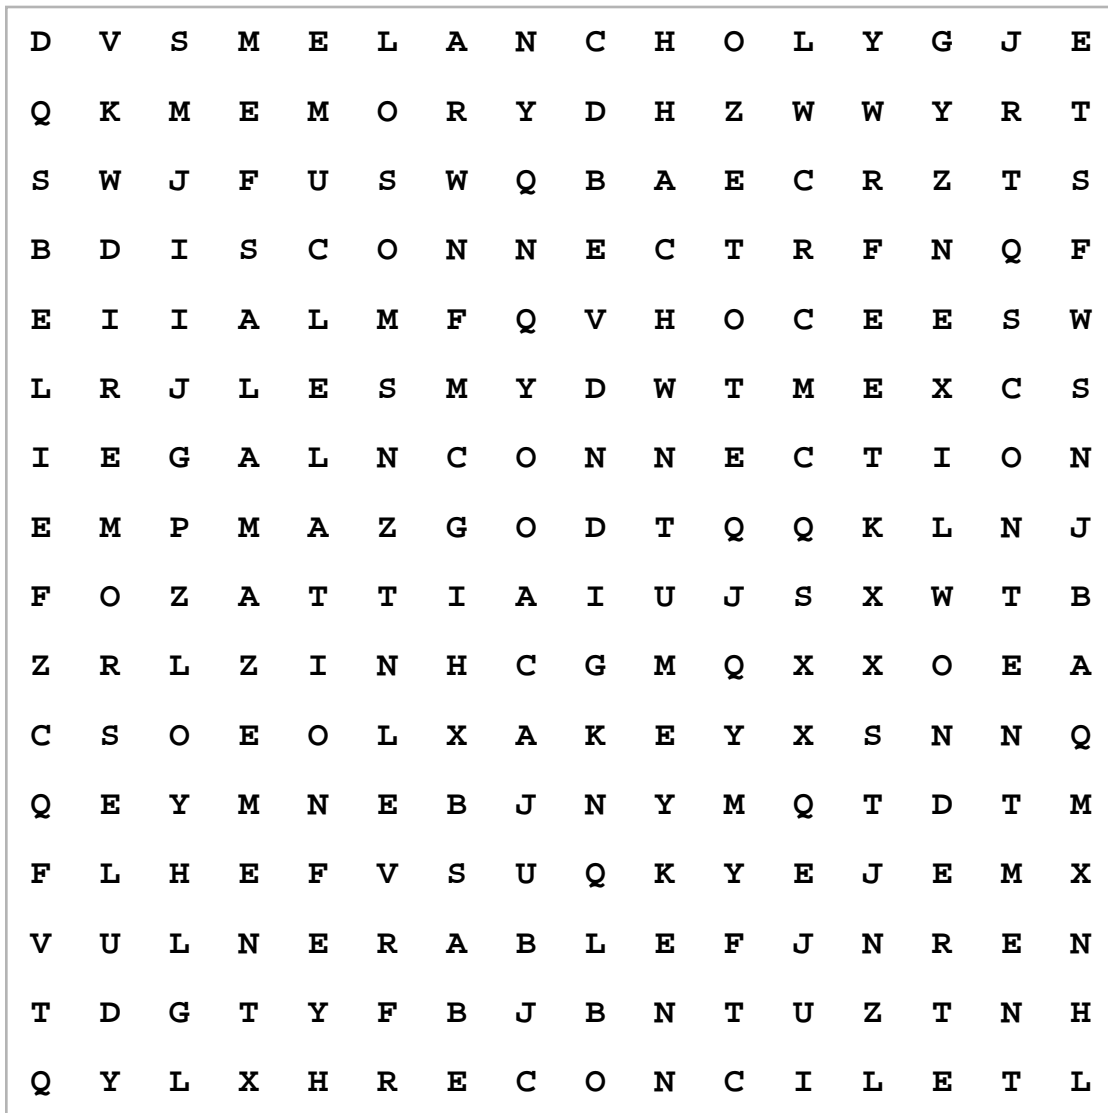 D V S M E L A N C H O L Y G J E
Q K M E M O R Y D H Z W W Y R T
S W J F U S W Q B A E C R Z T S
B D I S C O N N E C T R F N Q F
E I I A L M F Q V H O C E E S W
L R J L E S M Y D W T M E X C S
I E G A L N C O N N E C T I O N
E M P M A Z G O D T Q Q K L N J
F O Z A T T I A I U J S X W T B
Z R L Z I N H C G M Q X X O E A
C S O E O L X A K E Y X S N N Q
Q E Y M N E B J N Y M Q T D T M
F L H E F V S U Q K Y E J E M X
V U L N E R A B L E F J N R E N
T D G T Y F B J B N T U Z T N H
Q Y L X H R E C O N C I L E T L